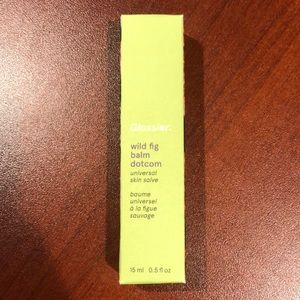 Glossier.
wild fig
balm
dotcom
universal
skin salve
baume
universel
à la figue
sauvage
15 ml 0.5 fl oz